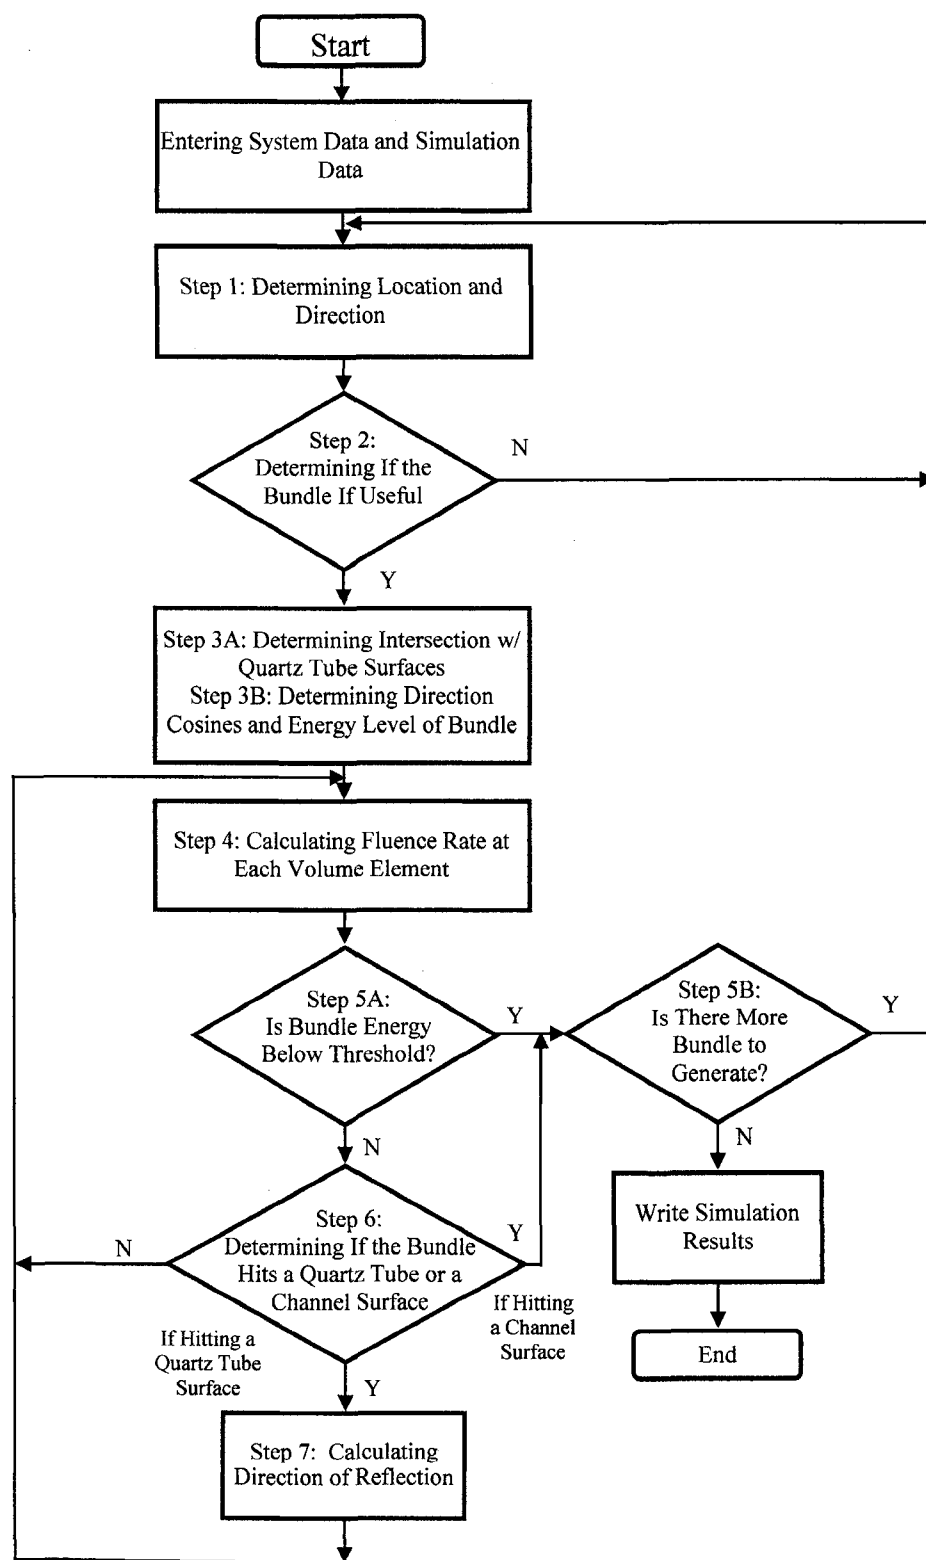 Start
Entering System Data and Simulation
Data
Step 1: Determining Location and
Direction
Step 2:
Determining If the
Bundle If Useful
N
Y
Step 3A: Determining Intersection w/
Quartz Tube Surfaces
Step 3B: Determining Direction
Cosines and Energy Level of Bundle
Step 4: Calculating Fluence Rate at
Each Volume Element
Step 5A:
Is Bundle Energy
Below Threshold?
Y
Step 5B:
Is There More
Bundle to
Generate?
Y
N
N
Step 6:
Determining If the Bundle
Hits a Quartz Tube or a
Channel Surface
N
Y
If Hitting
a Channel
Surface
Write Simulation
Results
If Hitting a
Quartz Tube
Surface
Y
End
Step 7: Calculating
Direction of Reflection